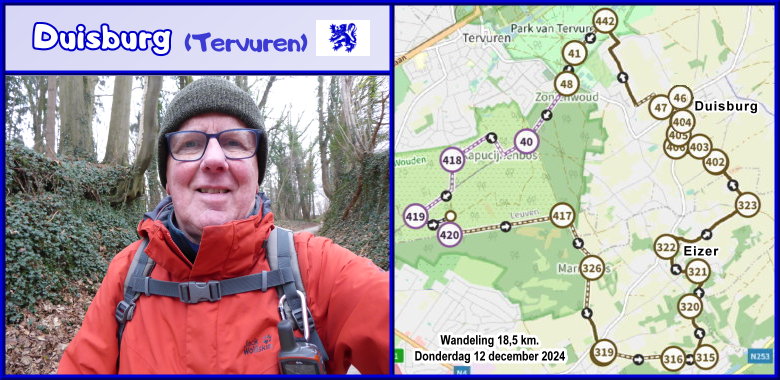 Duisburg (Tervuren)
Jack
Wolfskin
442
Park van Tervuren
Tervuren
41
48
Zoniënwoud
47
46
Duisburg
404
405
406
403
402
40
Kapucijnenbos
418
Wouden
323
419
420
Leuven
417
322
Eizer
321
326
320
319
316
315
Wandeling 18,5 km.
Donderdag 12 december 2024
N4
N253